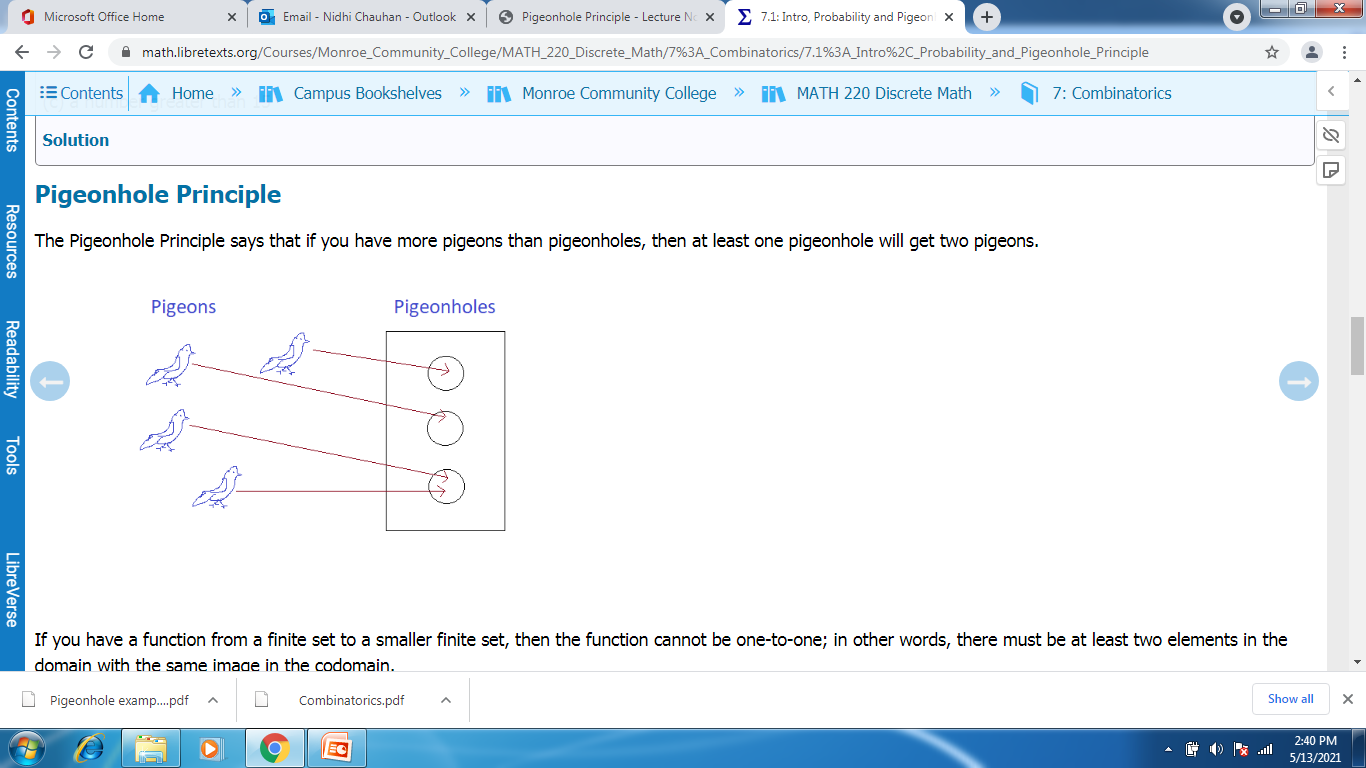 Microsoft Office Home
Email - Nidhi Chauhan - Outlook
Pigeonhole Principle - Lecture No
7.1: Intro, Probability and Pigeon
math.libretexts.org/Courses/Monroe_Community_College/MATH_220_Discrete_Math/7%3A_Combinatorics/7.1%3A_Intro%2C_Probability_and_Pigeonhole_Principle
Contents
Home » Campus Bookshelves » Monroe Community College » MATH 220 Discrete Math » 7: Combinatorics
Contents
Resources
Readability
Tools
LibreVerse
Solution
Pigeonhole Principle
The Pigeonhole Principle says that if you have more pigeons than pigeonholes, then at least one pigeonhole will get two pigeons.
Pigeons
Pigeonholes
If you have a function from a finite set to a smaller finite set, then the function cannot be one-to-one; in other words, there must be at least two elements in the
domain with the same image in the codomain.
Pigeonhole examp....pdf
Combinatorics.pdf
Show all
2:40 PM
5/13/2021